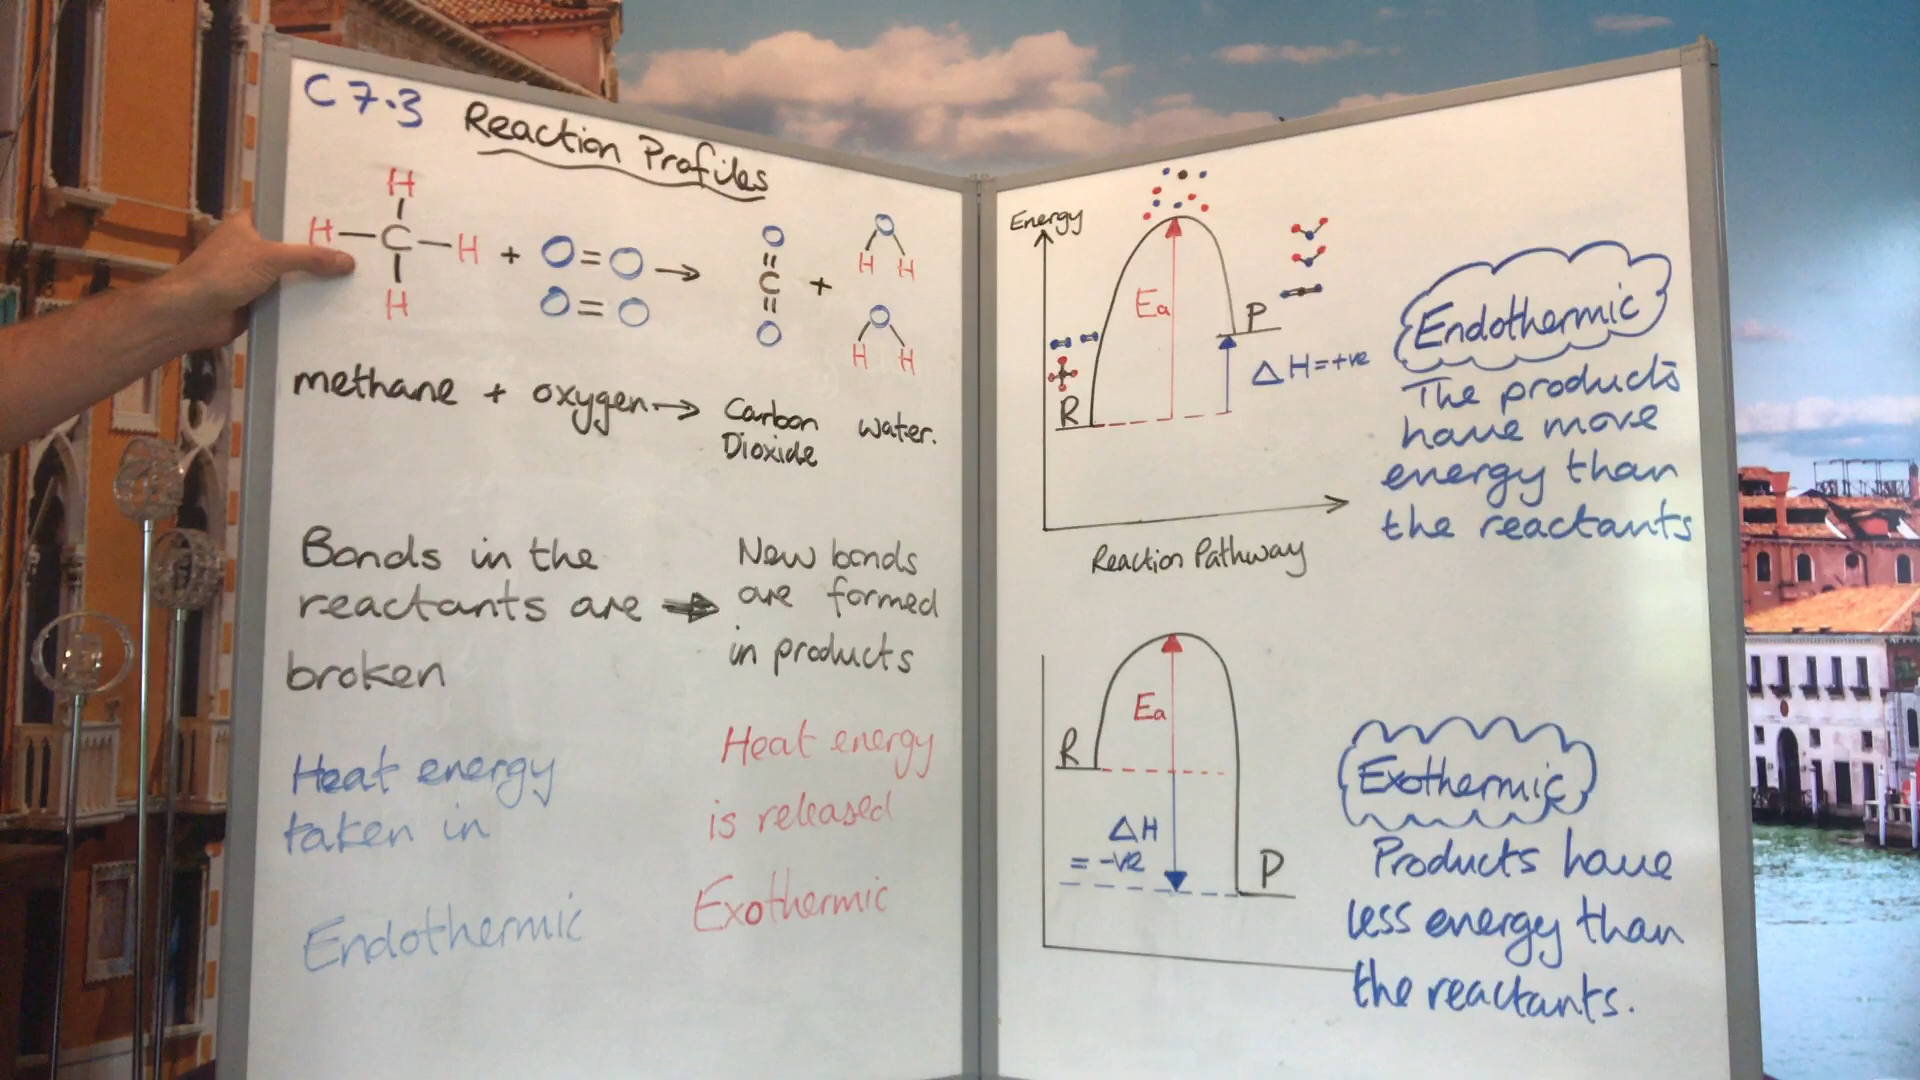 C 7.3 Reaction Profiles
H
H — C — H + O = O →
H
O = O
O = C = O + O H H
O H H
methane + oxygen → Carbon Dioxide water.
Bonds in the
reactants are →
broken
New bonds
are formed
in products
Heat energy
taken in
Heat energy
is released
Endothermic
Exothermic
Energy
Ea
P
ΔH = +ve
R
Reaction Pathway
Endothermic
The products
have more
energy than
the reactants
Ea
R
ΔH
= -ve
P
Exothermic
Products have
less energy than
the reactants.